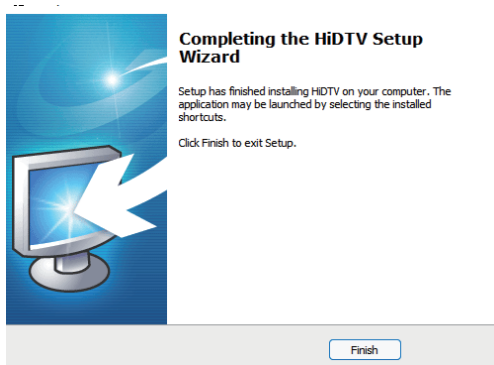 Completing the HiDTV Setup
Wizard
Setup has finished installing HiDTV on your computer. The
application may be launched by selecting the installed
shortcuts.
Click Finish to exit Setup.
Finish